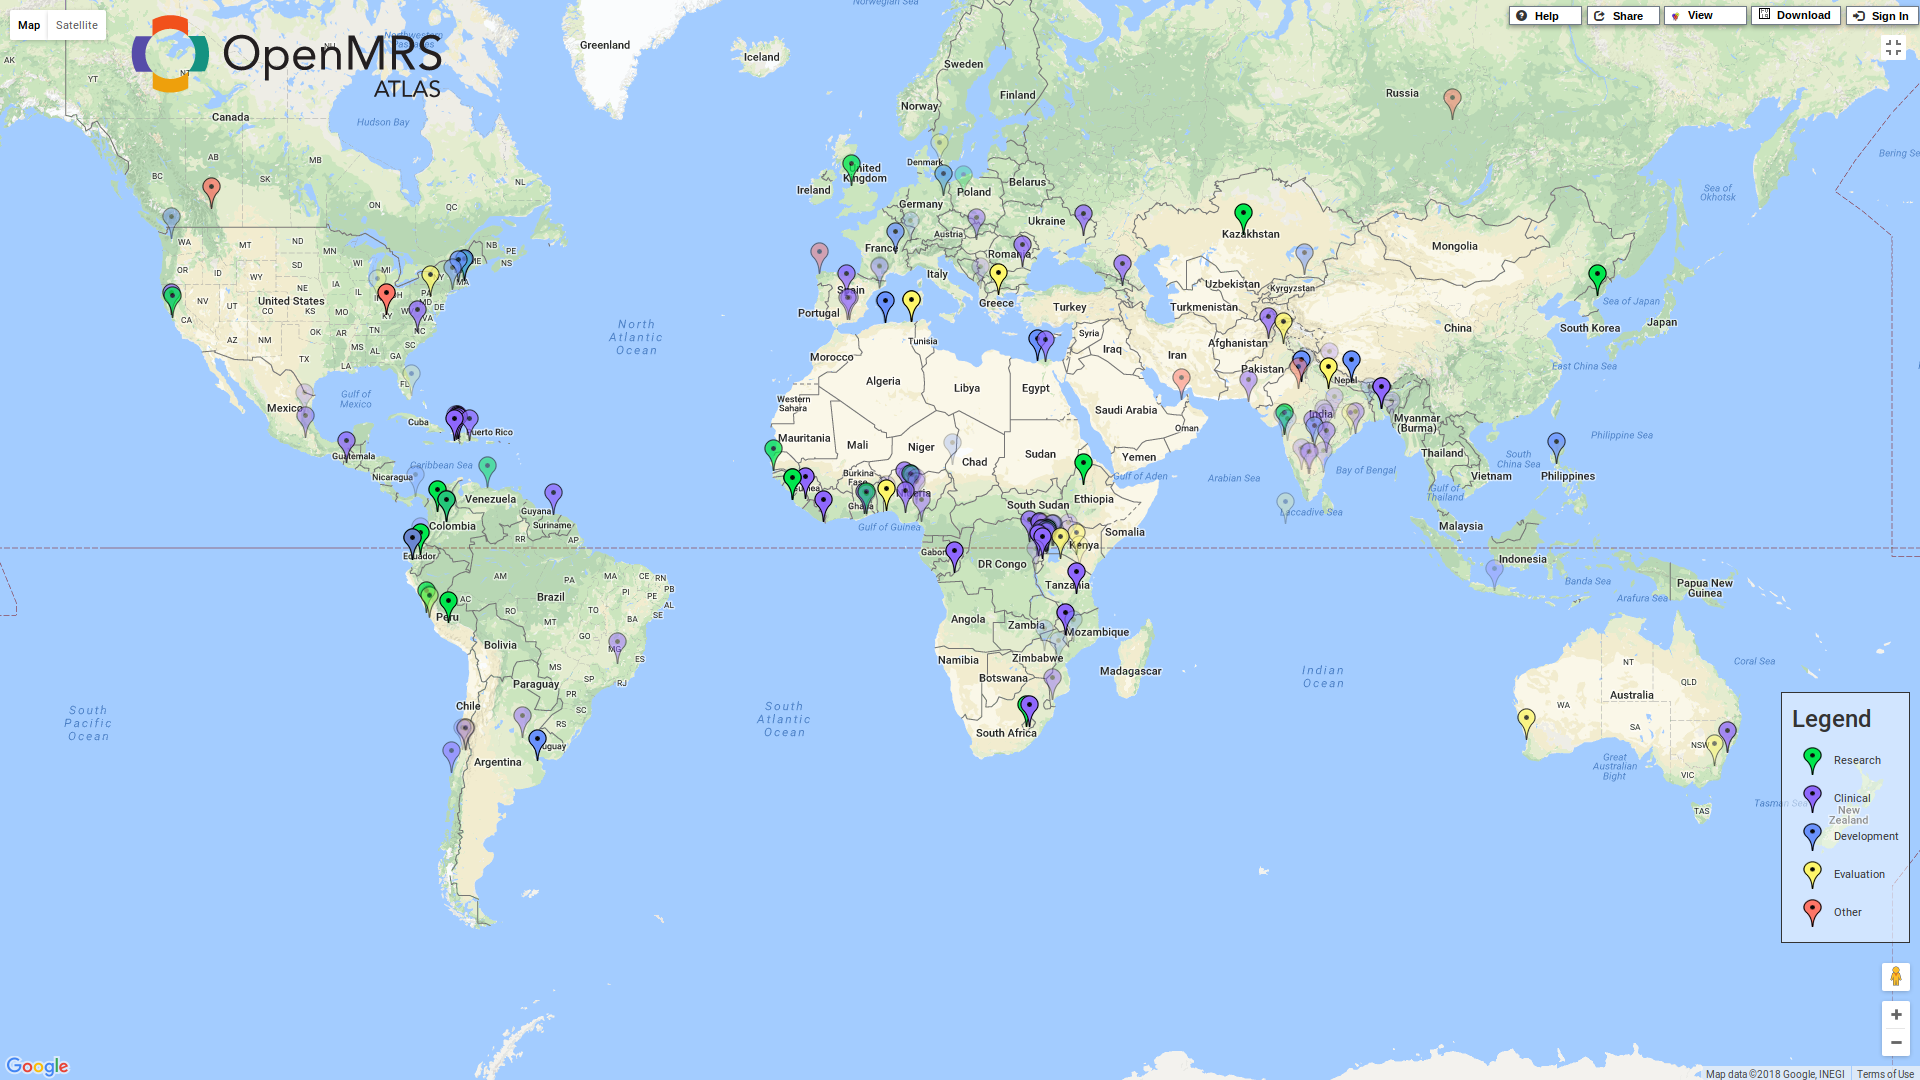 Map
Satellite
OpenMRS
ATLAS
Help
Share
View
Download
Sign In
Norwegian Sea
Greenland
Iceland
Sweden
Finland
Norway
Russia
AK
YT
NT
Canada
Hudson Bay
AB
MB
BC
SK
NL
ON
QC
Denmark
United
Kingdom
Ireland
Poland
Belarus
Germany
Ukraine
Austria
France
Romania
Italy
Spain
Portugal
Greece
Turkey
Kazakhstan
Mongolia
Uzbekistan
Kyrgyzstan
Turkmenistan
Sea of
Okhotsk
Bering Se
Sea of Japan
China
South Korea
Japan
East China Sea
WA
MT
ND
MN
NB
PE
NS
OR
ID
SD
WI
MI
WY
NE
IA
IL
NV
UT
United States
CO
KS
MO
KY
MD
DE
VA
NC
CA
AZ
NM
OK
AR
TN
MS
AL
GA
SC
TX
LA
FL
MA
ME
North
Atlantic
Ocean
Gulf of
Mexico
Mexico
Cuba
Puerto Rico
Guatemala
Caribbean Sea
Nicaragua
Venezuela
Guyana
Suriname
Colombia
Ecuador
RR
AP
AM
PA
MA
CE
RN
PB
PI
PE
AL
SE
AC
RO
TO
BA
Brazil
Peru
MT
GO
MG
ES
Bolivia
MS
SP
RJ
Paraguay
PR
SC
RS
Chile
Argentina
South
Pacific
Ocean
South
Atlantic
Ocean
Morocco
Tunisia
Algeria
Libya
Egypt
Western
Sahara
Mauritania
Mali
Niger
Chad
Sudan
Burkina
Faso
Ghana
Nigeria
Gulf of Guinea
South Sudan
Ethiopia
Somalia
Kenya
Gabon
DR Congo
Tanzania
Angola
Zambia
Mozambique
Zimbabwe
Namibia
Botswana
Madagascar
South Africa
Syria
Iraq
Iran
Afghanistan
Pakistan
Nepal
Saudi Arabia
Oman
Yemen
Gulf of Aden
Arabian Sea
India
Bay of Bengal
Laccadive Sea
Myanmar
(Burma)
Thailand
Vietnam
Gulf of
Thailand
South
China Sea
Philippines
Philippine Sea
Malaysia
Indonesia
Banda Sea
Arafura Sea
Papua New
Guinea
Indian
Ocean
Coral Sea
NT
QLD
WA
Australia
SA
NSW
VIC
TAS
Great
Australian
Bight
Tasman Sea
New
Zealand
Legend
Research
Clinical
Development
Evaluation
Other
Google
Map data ©2018 Google, INEGI
Terms of Use